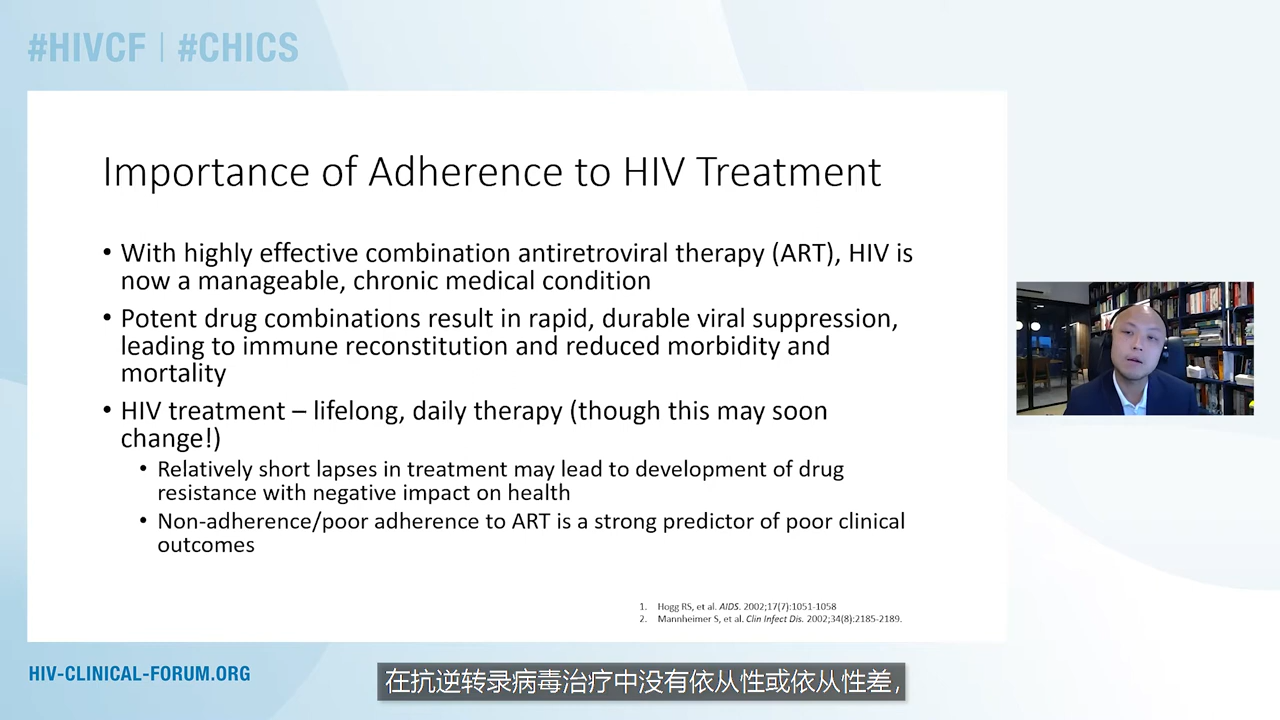 #HIVCF | #CHICS
Importance of Adherence to HIV Treatment
• With highly effective combination antiretroviral therapy (ART), HIV is
now a manageable, chronic medical condition
• Potent drug combinations result in rapid, durable viral suppression,
leading to immune reconstitution and reduced morbidity and
mortality
• HIV treatment – lifelong, daily therapy (though this may soon
change!)
• Relatively short lapses in treatment may lead to development of drug
resistance with negative impact on health
• Non-adherence/poor adherence to ART is a strong predictor of poor clinical
outcomes
1. Hogg RS, et al. AIDS. 2002;17(7):1051-1058
2. Mannheimer S, et al. Clin Infect Dis. 2002;34(8):2185-2189.
HIV-CLINICAL-FORUM.ORG
在抗逆转录病毒治疗中没有依从性或依从性差,